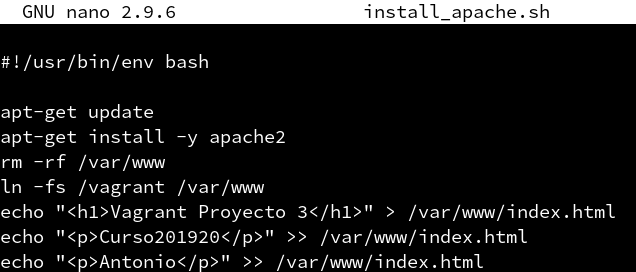 GNU nano 2.9.6 install_apache.sh
#!/usr/bin/env bash
apt-get update
apt-get install -y apache2
rm -rf /var/www
ln -fs /vagrant /var/www
echo "<h1>Vagrant Proyecto 3</h1>" > /var/www/index.html
echo "<p>Curso201920</p>" >> /var/www/index.html
echo "<p>Antonio</p>" >> /var/www/index.html